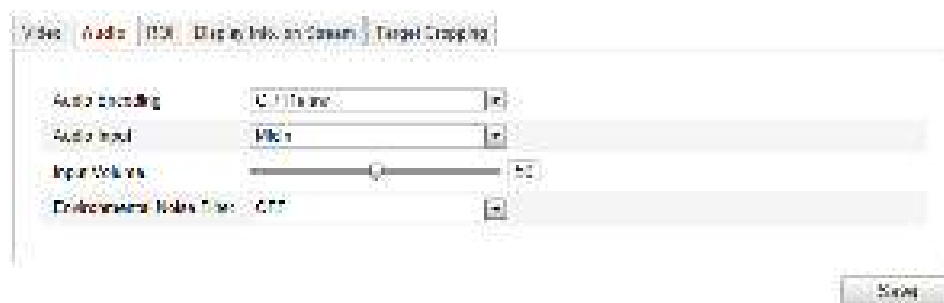 Video Audio ROI Display Info. on Stream Target Cropping
Audio Encoding
Audio Input MicIn
Input Volume 50
Environmental Noise Filter OFF
Save